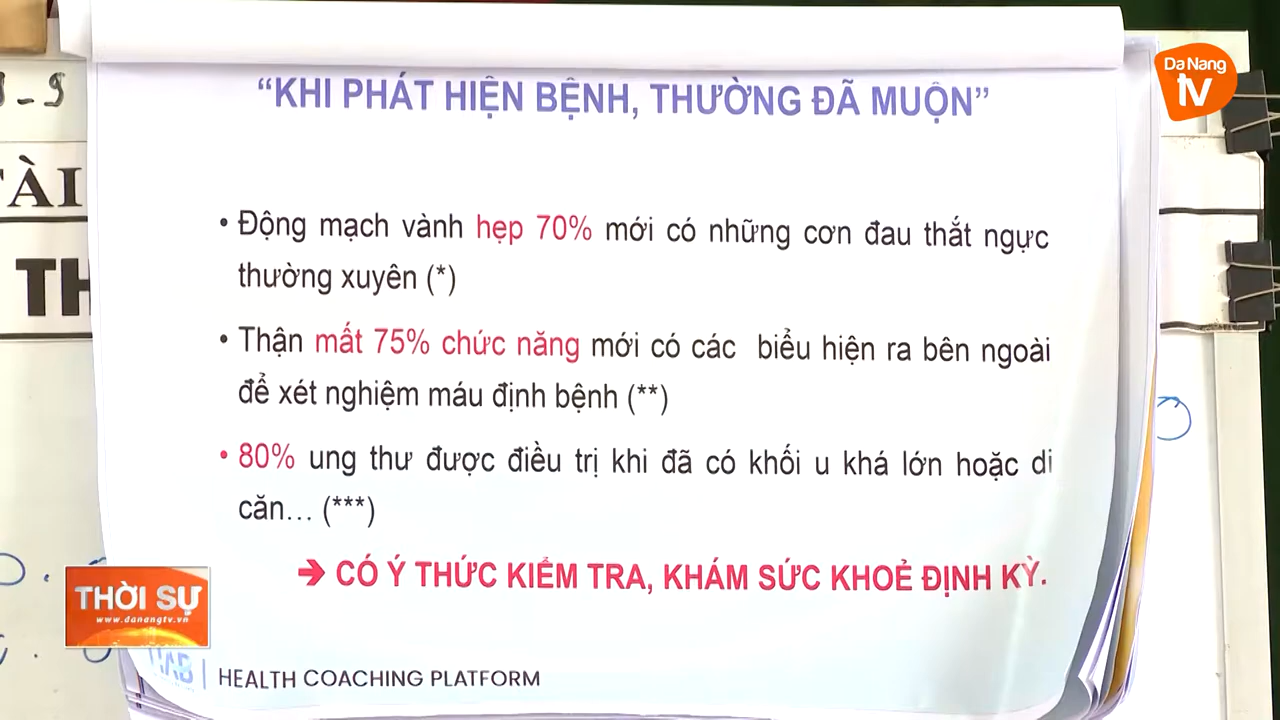 Da Nang
tv
“KHI PHÁT HIỆN BỆNH, THƯỜNG ĐÃ MUỘN”
TÀI
TH
• Động mạch vành hẹp 70% mới có những cơn đau thắt ngực
thường xuyên (*)
• Thận mất 75% chức năng mới có các biểu hiện ra bên ngoài
để xét nghiệm máu định bệnh (**)
• 80% ung thư được điều trị khi đã có khối u khá lớn hoặc di
căn... (***)
➔ CÓ Ý THỨC KIỂM TRA, KHÁM SỨC KHOẺ ĐỊNH KỲ.
THỜI SỰ
www.danangtv.vn
HEALTH COACHING PLATFORM